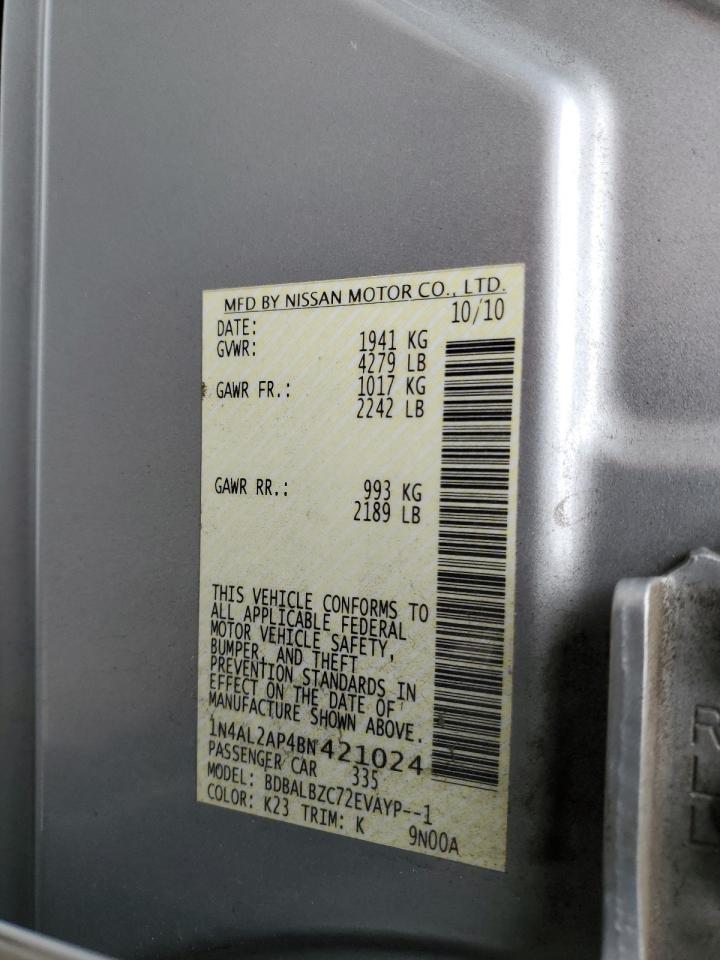 MFD BY NISSAN MOTOR CO., LTD.
DATE: 10/10
GVWR: 1941 KG
4279 LB
GAWR FR.: 1017 KG
2242 LB
GAWR RR.: 993 KG
2189 LB
THIS VEHICLE CONFORMS TO
ALL APPLICABLE FEDERAL
MOTOR VEHICLE SAFETY,
BUMPER, AND THEFT
PREVENTION STANDARDS IN
EFFECT ON THE DATE OF
MANUFACTURE SHOWN ABOVE.
1N4AL2AP4BN421024
PASSENGER CAR 335
MODEL: BDBALBZC72EVAYP--1
COLOR: K23 TRIM: K 9N00A